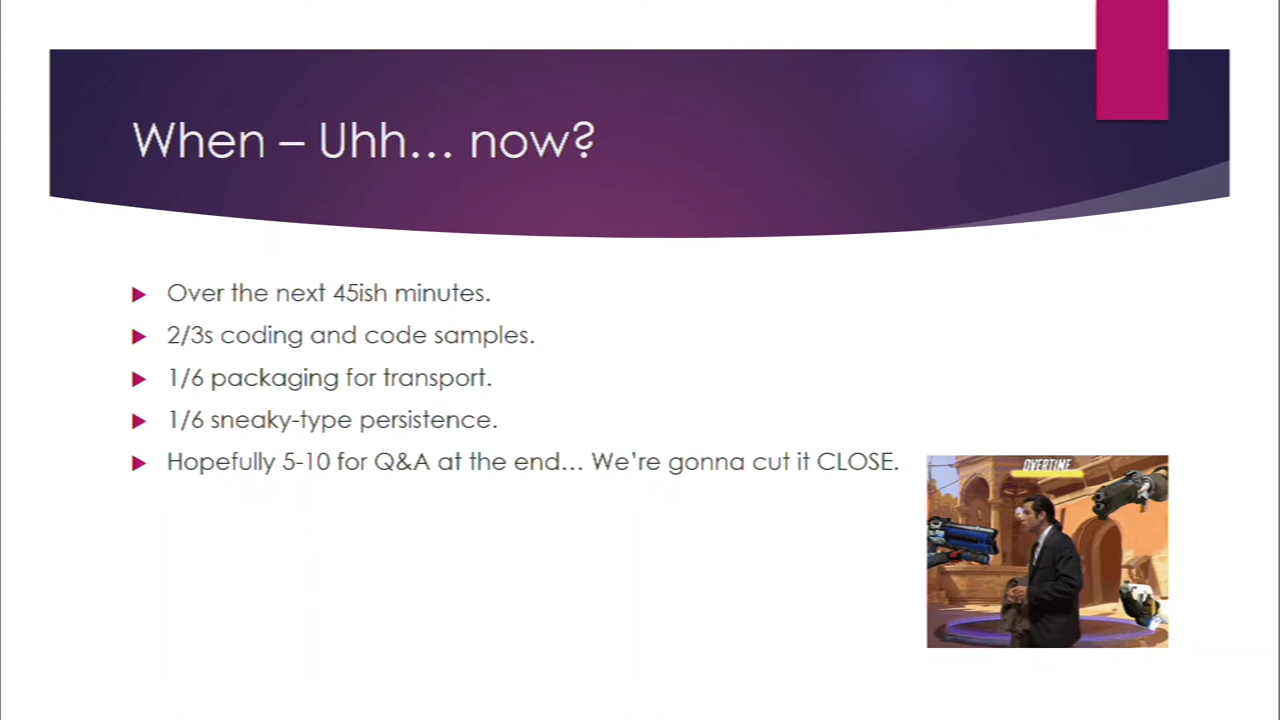 When – Uhh... now?
Over the next 45ish minutes.
2/3s coding and code samples.
1/6 packaging for transport.
1/6 sneaky-type persistence.
Hopefully 5-10 for Q&A at the end... We're gonna cut it CLOSE.
OVERTIME